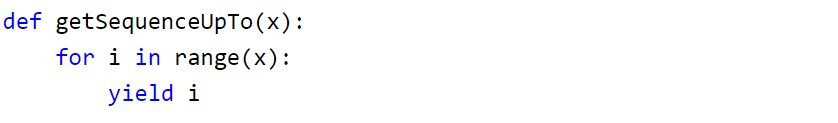 def getSequenceUpTo(x):
    for i in range(x):
        yield i